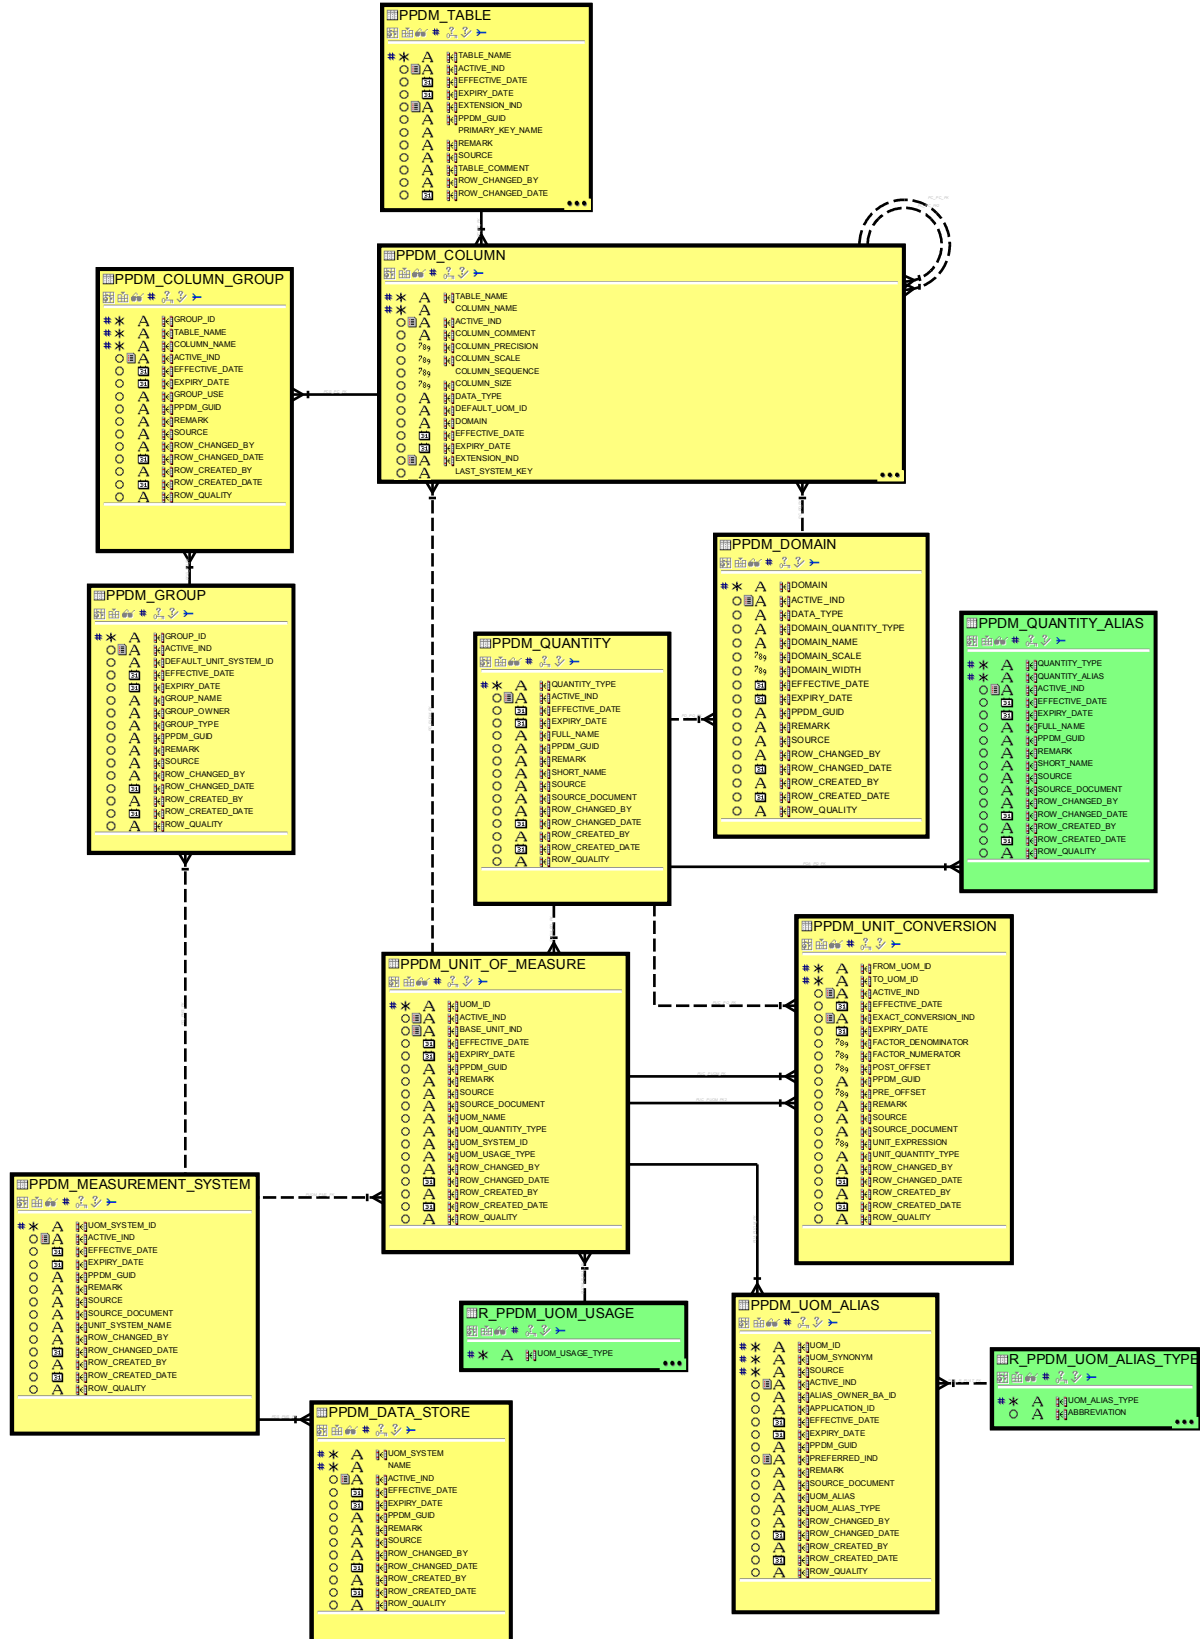 PPDM_TABLE
TABLE_NAME
ACTIVE_IND
EFFECTIVE_DATE
EXPIRY_DATE
EXTENSION_IND
PPDM_GUID
PRIMARY_KEY_NAME
REMARK
SOURCE
TABLE_COMMENT
ROW_CHANGED_BY
ROW_CHANGED_DATE
PPDM_COLUMN
TABLE_NAME
COLUMN_NAME
ACTIVE_IND
COLUMN_COMMENT
COLUMN_PRECISION
COLUMN_SCALE
COLUMN_SEQUENCE
COLUMN_SIZE
DATA_TYPE
DEFAULT_UOM_ID
DOMAIN
EFFECTIVE_DATE
EXPIRY_DATE
EXTENSION_IND
LAST_SYSTEM_KEY
PPDM_COLUMN_GROUP
GROUP_ID
TABLE_NAME
COLUMN_NAME
ACTIVE_IND
EFFECTIVE_DATE
EXPIRY_DATE
GROUP_USE
PPDM_GUID
REMARK
SOURCE
ROW_CHANGED_BY
ROW_CHANGED_DATE
ROW_CREATED_BY
ROW_CREATED_DATE
ROW_QUALITY
PPDM_GROUP
GROUP_ID
ACTIVE_IND
DEFAULT_UNIT_SYSTEM_ID
EFFECTIVE_DATE
EXPIRY_DATE
GROUP_NAME
GROUP_OWNER
GROUP_TYPE
PPDM_GUID
REMARK
SOURCE
ROW_CHANGED_BY
ROW_CHANGED_DATE
ROW_CREATED_BY
ROW_CREATED_DATE
ROW_QUALITY
PPDM_DOMAIN
DOMAIN
ACTIVE_IND
DATA_TYPE
DOMAIN_QUANTITY_TYPE
DOMAIN_NAME
DOMAIN_SCALE
DOMAIN_WIDTH
EFFECTIVE_DATE
EXPIRY_DATE
PPDM_GUID
REMARK
SOURCE
ROW_CHANGED_BY
ROW_CHANGED_DATE
ROW_CREATED_BY
ROW_CREATED_DATE
ROW_QUALITY
PPDM_QUANTITY
QUANTITY_TYPE
ACTIVE_IND
EFFECTIVE_DATE
EXPIRY_DATE
FULL_NAME
PPDM_GUID
REMARK
SHORT_NAME
SOURCE
SOURCE_DOCUMENT
ROW_CHANGED_BY
ROW_CHANGED_DATE
ROW_CREATED_BY
ROW_CREATED_DATE
ROW_QUALITY
PPDM_QUANTITY_ALIAS
QUANTITY_TYPE
QUANTITY_ALIAS
ACTIVE_IND
EFFECTIVE_DATE
EXPIRY_DATE
FULL_NAME
PPDM_GUID
REMARK
SHORT_NAME
SOURCE
SOURCE_DOCUMENT
ROW_CHANGED_BY
ROW_CHANGED_DATE
ROW_CREATED_BY
ROW_CREATED_DATE
ROW_QUALITY
PPDM_UNIT_CONVERSION
FROM_UOM_ID
TO_UOM_ID
ACTIVE_IND
EFFECTIVE_DATE
EXACT_CONVERSION_IND
EXPIRY_DATE
FACTOR_DENOMINATOR
FACTOR_NUMERATOR
POST_OFFSET
PPDM_GUID
PRE_OFFSET
REMARK
SOURCE
SOURCE_DOCUMENT
UNIT_EXPRESSION
UNIT_QUANTITY_TYPE
ROW_CHANGED_BY
ROW_CHANGED_DATE
ROW_CREATED_BY
ROW_CREATED_DATE
ROW_QUALITY
PPDM_UNIT_OF_MEASURE
UOM_ID
ACTIVE_IND
BASE_UNIT_IND
EFFECTIVE_DATE
EXPIRY_DATE
PPDM_GUID
REMARK
SOURCE
SOURCE_DOCUMENT
UOM_NAME
UOM_QUANTITY_TYPE
UOM_SYSTEM_ID
UOM_USAGE_TYPE
ROW_CHANGED_BY
ROW_CHANGED_DATE
ROW_CREATED_BY
ROW_CREATED_DATE
ROW_QUALITY
PPDM_MEASUREMENT_SYSTEM
UOM_SYSTEM_ID
ACTIVE_IND
EFFECTIVE_DATE
EXPIRY_DATE
PPDM_GUID
REMARK
SOURCE
SOURCE_DOCUMENT
UNIT_SYSTEM_NAME
ROW_CHANGED_BY
ROW_CHANGED_DATE
ROW_CREATED_BY
ROW_CREATED_DATE
ROW_QUALITY
R_PPDM_UOM_USAGE
UOM_USAGE_TYPE
PPDM_UOM_ALIAS
UOM_ID
UOM_SYNONYM
SOURCE
ACTIVE_IND
ALIAS_OWNER_BA_ID
APPLICATION_ID
EFFECTIVE_DATE
EXPIRY_DATE
PPDM_GUID
PREFERRED_IND
REMARK
SOURCE_DOCUMENT
UOM_ALIAS
UOM_ALIAS_TYPE
ROW_CHANGED_BY
ROW_CHANGED_DATE
ROW_CREATED_BY
ROW_CREATED_DATE
ROW_QUALITY
R_PPDM_UOM_ALIAS_TYPE
UOM_ALIAS_TYPE
ABBREVIATION
PPDM_DATA_STORE
UOM_SYSTEM
NAME
ACTIVE_IND
EFFECTIVE_DATE
EXPIRY_DATE
PPDM_GUID
REMARK
SOURCE
ROW_CHANGED_BY
ROW_CHANGED_DATE
ROW_CREATED_BY
ROW_CREATED_DATE
ROW_QUALITY